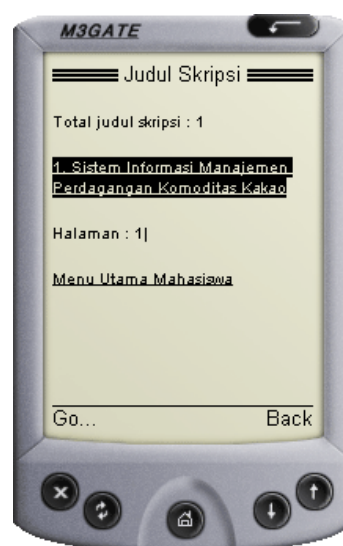 M3GATE
Judul Skripsi
Total judul skripsi : 1
1. Sistem Informasi Manajemen
Perdagangan Komoditas Kakao
Halaman : 1|
Menu Utama Mahasiswa
Go... Back